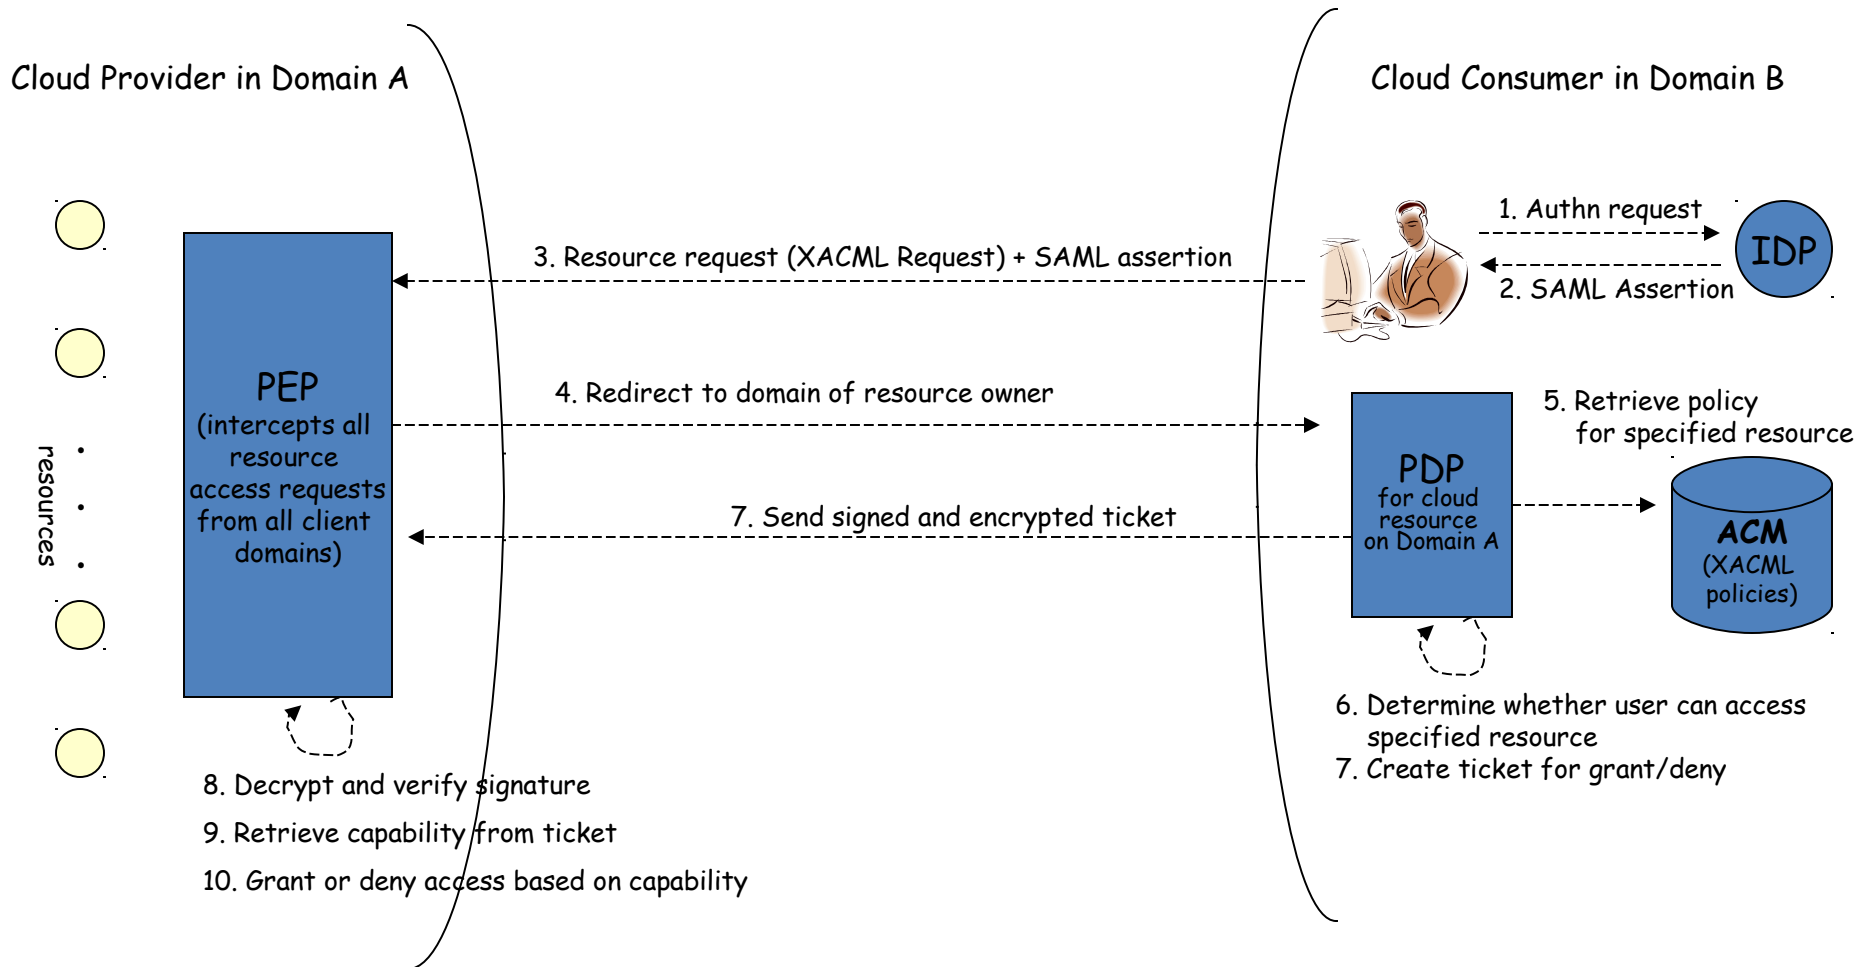 Cloud Provider in Domain A
Cloud Consumer in Domain B
1. Authn request
IDP
2. SAML Assertion
3. Resource request (XACML Request) + SAML assertion
4. Redirect to domain of resource owner
PEP
(intercepts all
resource
access requests
from all client
domains)
resources
5. Retrieve policy
for specified resource
PDP
for cloud
resource
on Domain A
ACM
(XACML
policies)
7. Send signed and encrypted ticket
6. Determine whether user can access
specified resource
7. Create ticket for grant/deny
8. Decrypt and verify signature
9. Retrieve capability from ticket
10. Grant or deny access based on capability